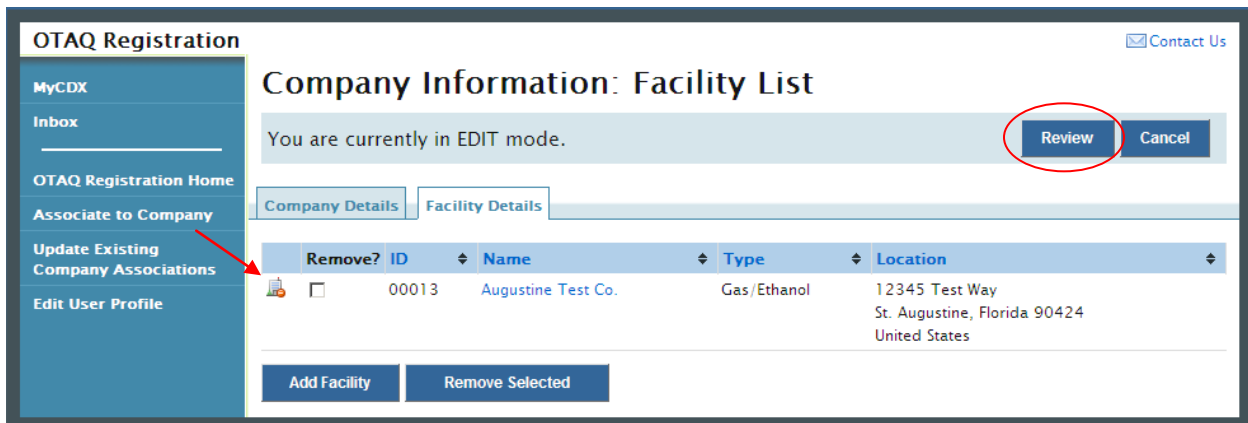 OTAQ Registration
Contact Us
MyCDX
Inbox
OTAQ Registration Home
Associate to Company
Update Existing
Company Associations
Edit User Profile
Company Information: Facility List
You are currently in EDIT mode.
Review Cancel
Company Details Facility Details
Remove? ID Name Type Location
00013 Augustine Test Co. Gas/Ethanol 12345 Test Way
St. Augustine, Florida 90424
United States
Add Facility Remove Selected